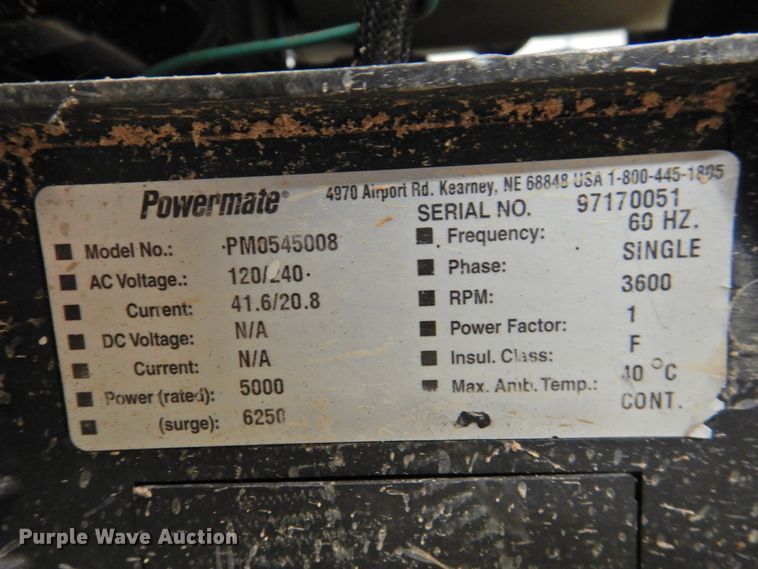 Powermate® 4970 Airport Rd. Kearney, NE 68848 USA 1-800-445-1805
SERIAL NO. 97170051
Model No.: PM0545008
AC Voltage.: 120/240
Current: 41.6/20.8
DC Voltage: N/A
Current: N/A
Power (rated): 5000
(surge): 6250
Frequency: 60 HZ.
Phase: SINGLE
RPM: 3600
Power Factor: 1
Insul. Class: F
Max. Amb. Temp.: 40 °C
CONT.
Purple Wave Auction